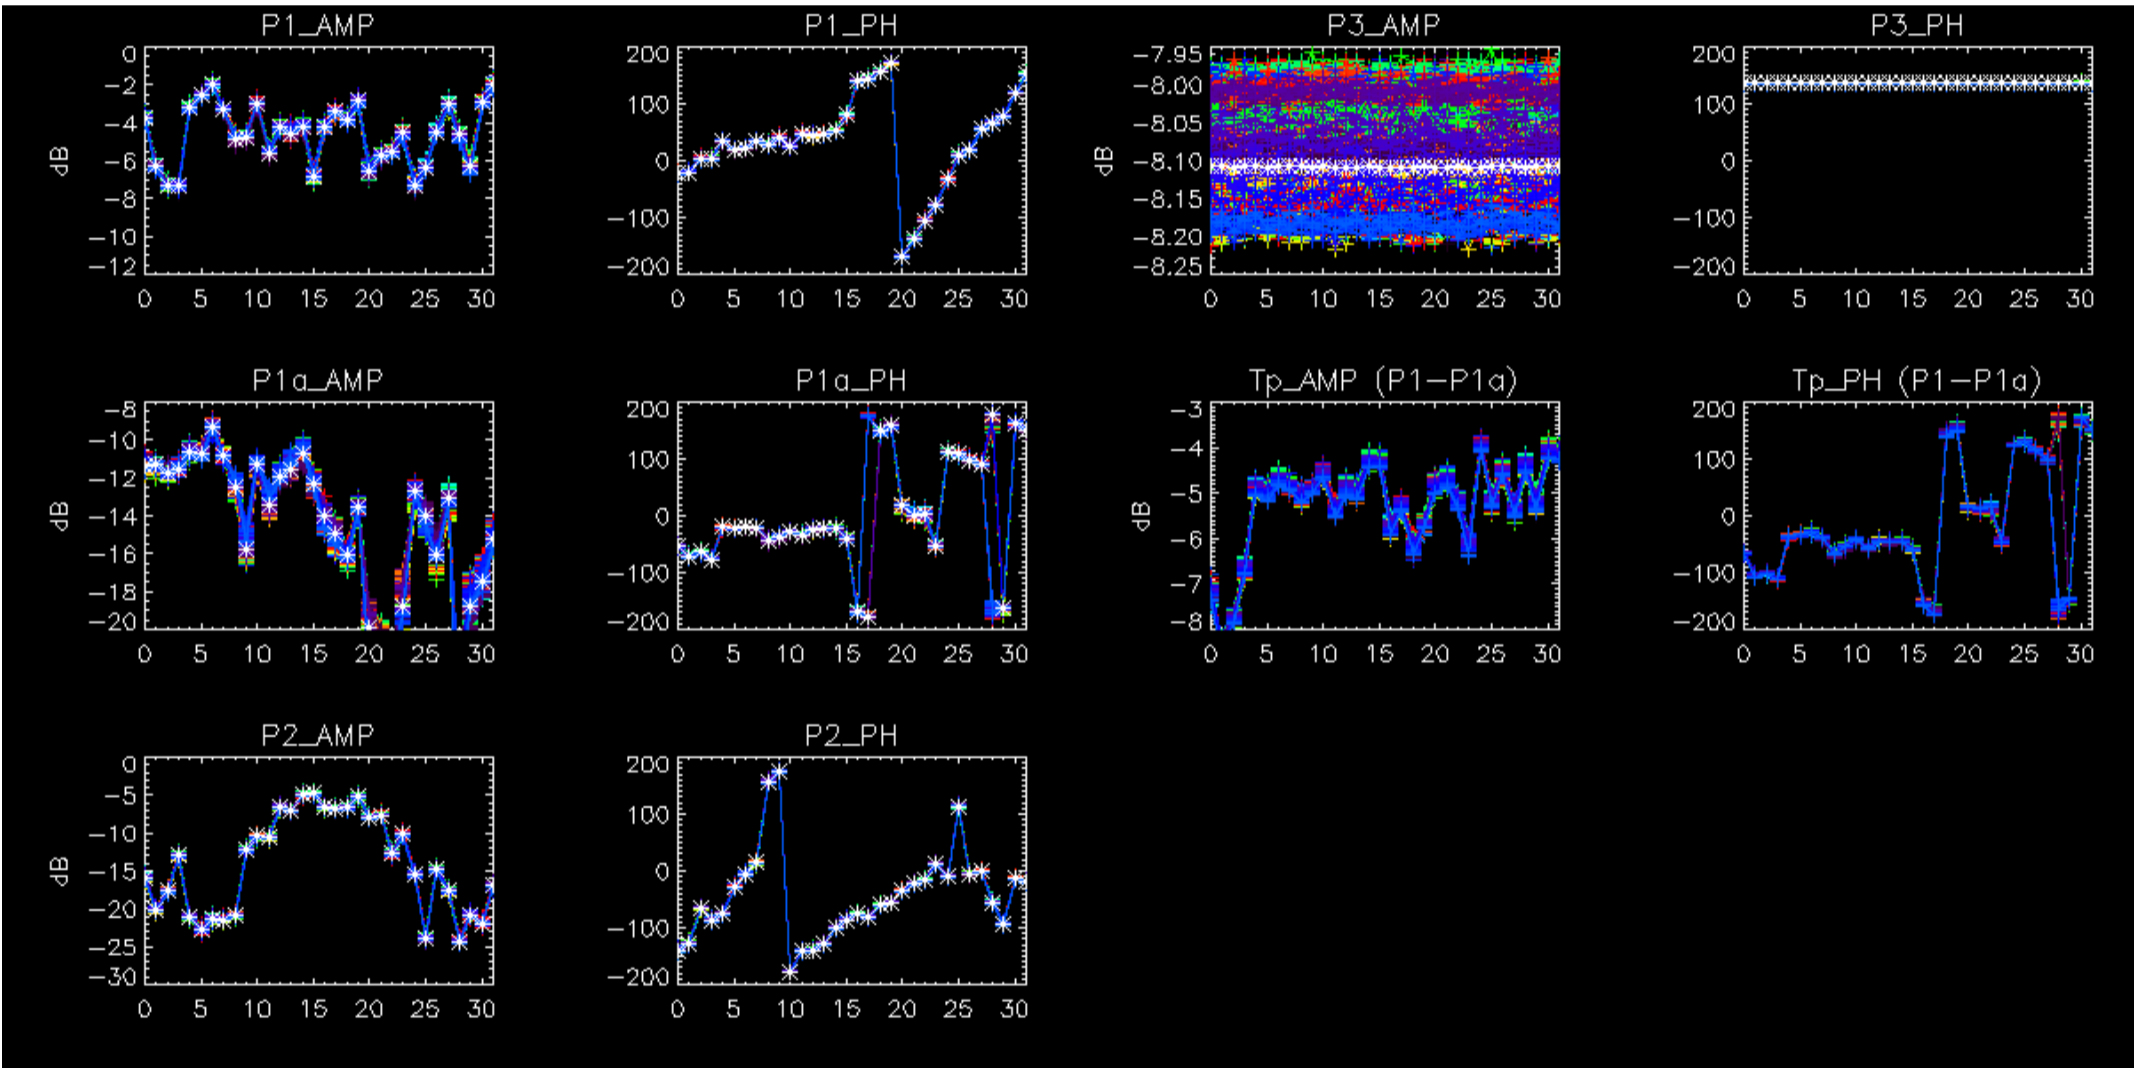 P1_AMP
0
−2
−4
−6
−8
−10
−12
dB
0 5 10 15 20 25 30
P1_PH
200
100
0
−100
−200
0 5 10 15 20 25 30
P3_AMP
−7.95
−8.00
−8.05
−8.10
−8.15
−8.20
−8.25
dB
0 5 10 15 20 25 30
P3_PH
200
100
0
−100
−200
0 5 10 15 20 25 30
P1a_AMP
−8
−10
−12
−14
−16
−18
−20
dB
0 5 10 15 20 25 30
P1a_PH
200
100
0
−100
−200
0 5 10 15 20 25 30
Tp_AMP (P1−P1a)
−3
−4
−5
−6
−7
−8
dB
0 5 10 15 20 25 30
Tp_PH (P1−P1a)
200
100
0
−100
−200
0 5 10 15 20 25 30
P2_AMP
0
−5
−10
−15
−20
−25
−30
dB
0 5 10 15 20 25 30
P2_PH
200
100
0
−100
−200
0 5 10 15 20 25 30